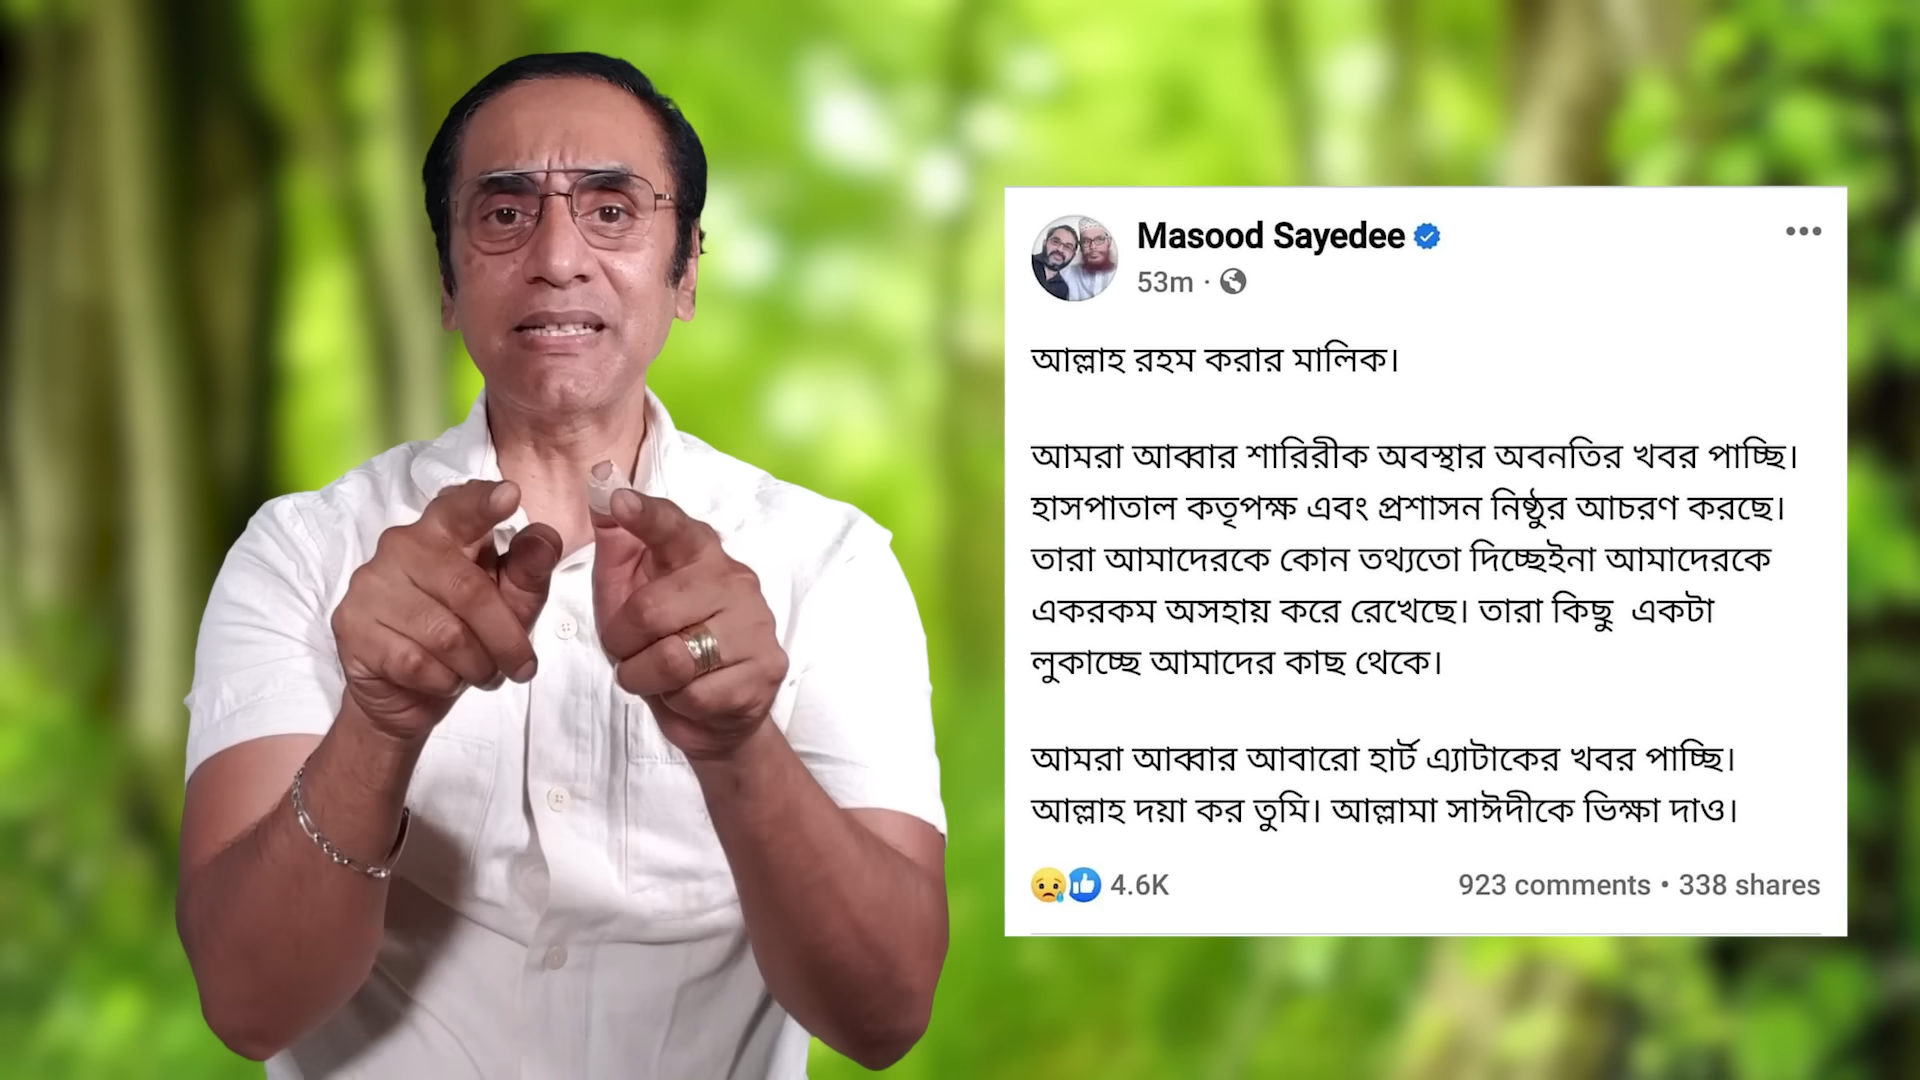 Masood Sayedee
53m ·
আল্লাহ রহম করার মালিক।
আমরা আব্বার শারিরীক অবস্থার অবনতির খবর পাচ্ছি।
হাসপাতাল কতৃপক্ষ এবং প্রশাসন নিষ্ঠুর আচরণ করছে।
তারা আমাদেরকে কোন তথ্যতো দিচ্ছেইনা আমাদেরকে
একরকম অসহায় করে রেখেছে। তারা কিছু একটা
লুকাচ্ছে আমাদের কাছ থেকে।
আমরা আব্বার আবারো হার্ট এ্যাটাকের খবর পাচ্ছি।
আল্লাহ দয়া কর তুমি। আল্লামা সাঈদীকে ভিক্ষা দাও।
4.6K 923 comments • 338 shares